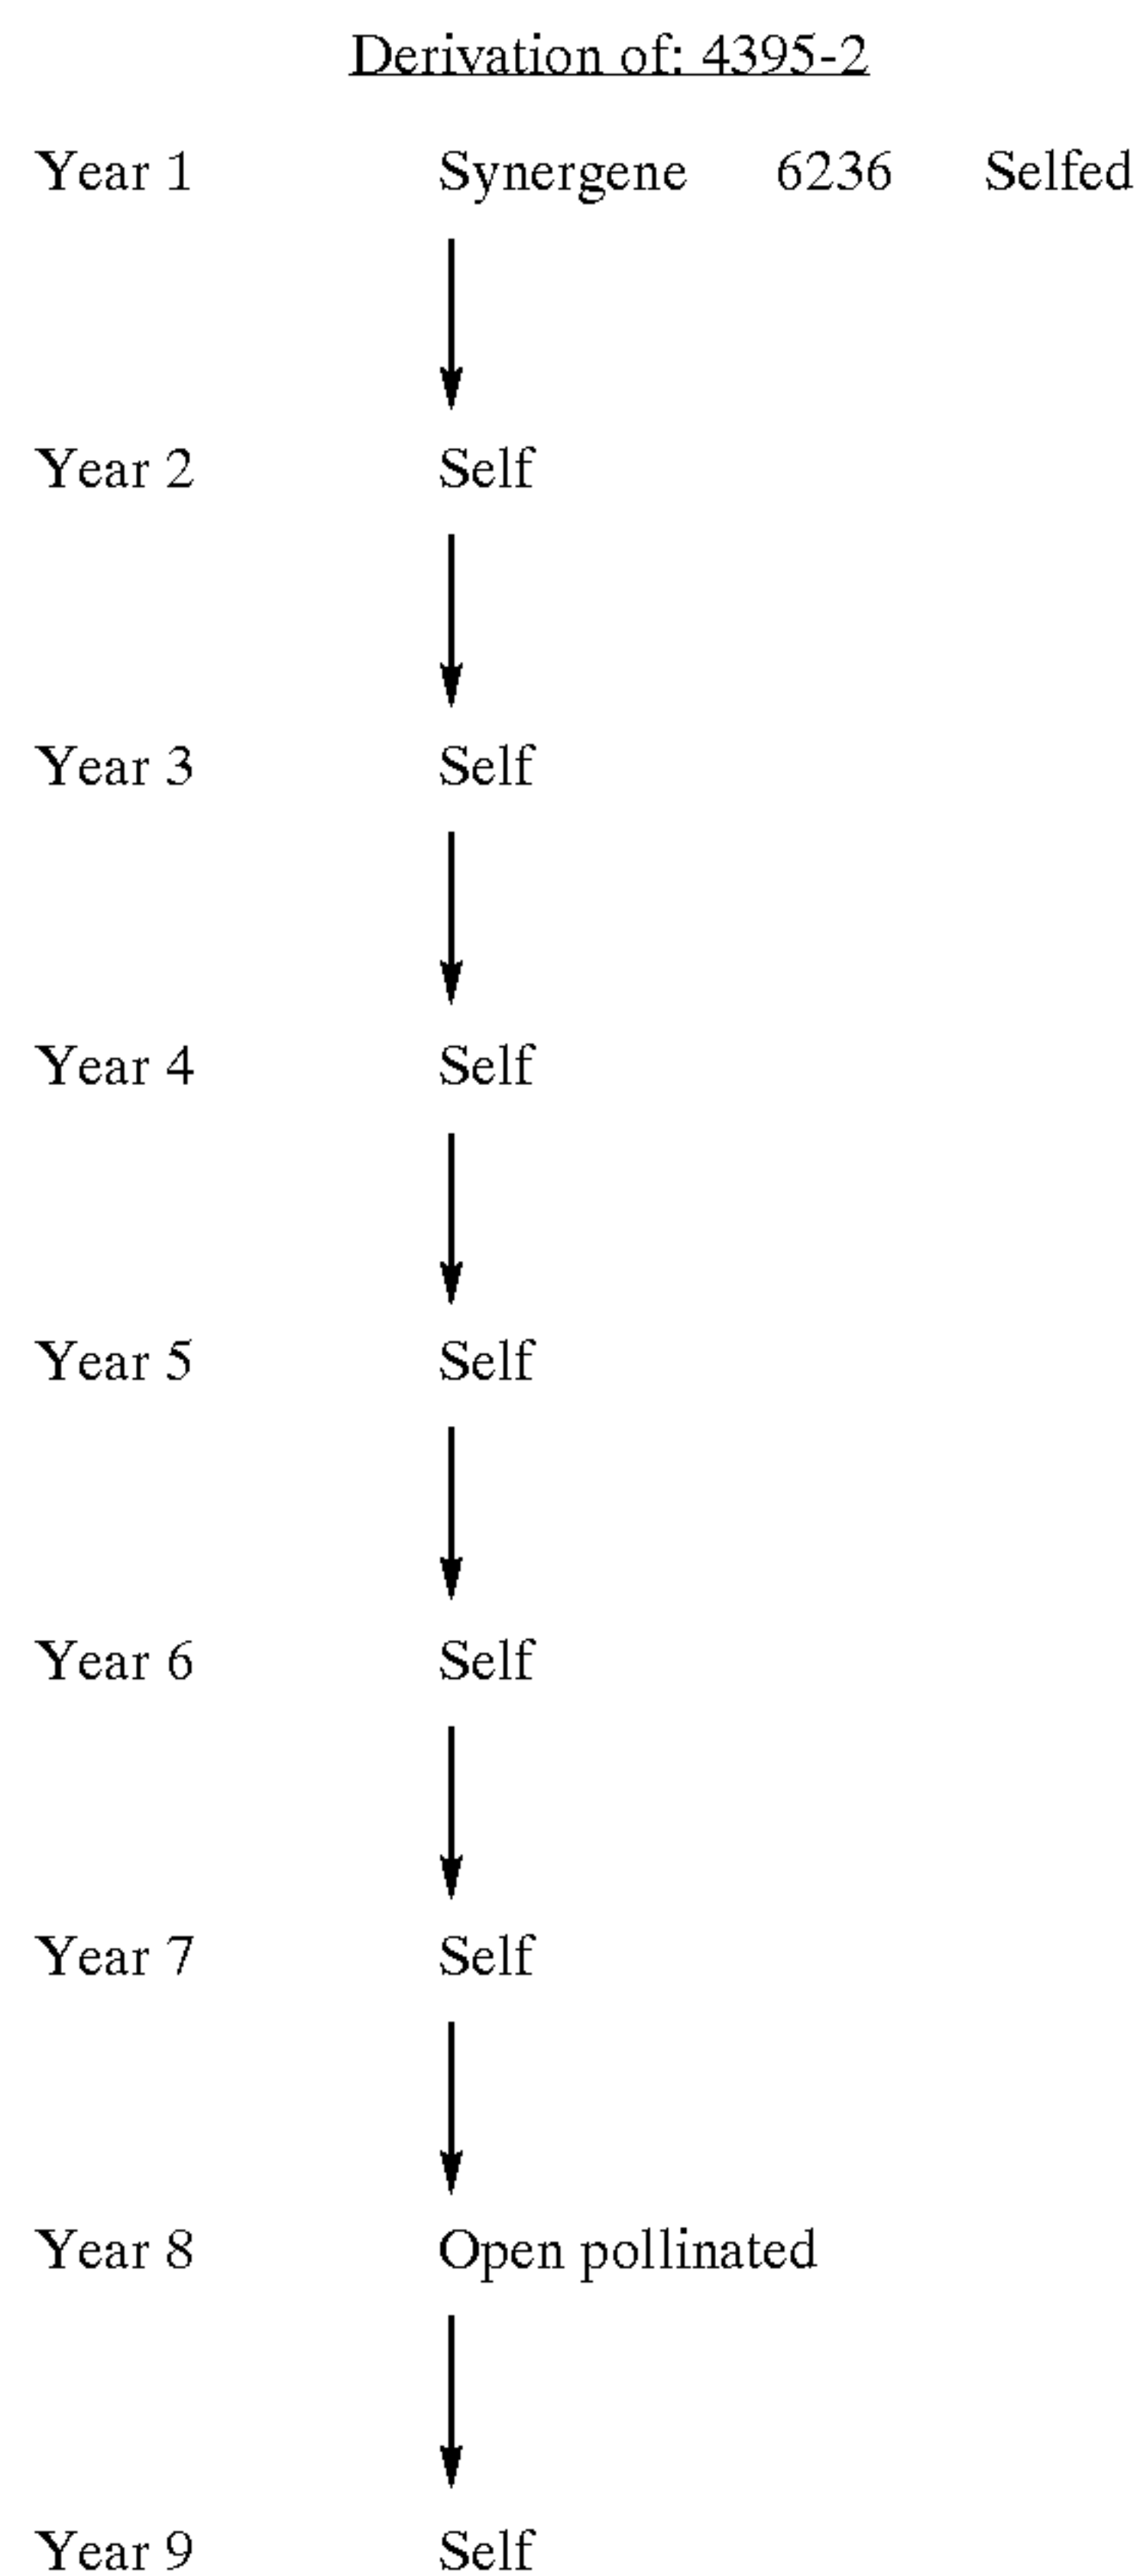 Derivation of: 4395-2
Year 1 Synergene 6236 Selfed
Year 2 Self
Year 3 Self
Year 4 Self
Year 5 Self
Year 6 Self
Year 7 Self
Year 8 Open pollinated
Year 9 Self